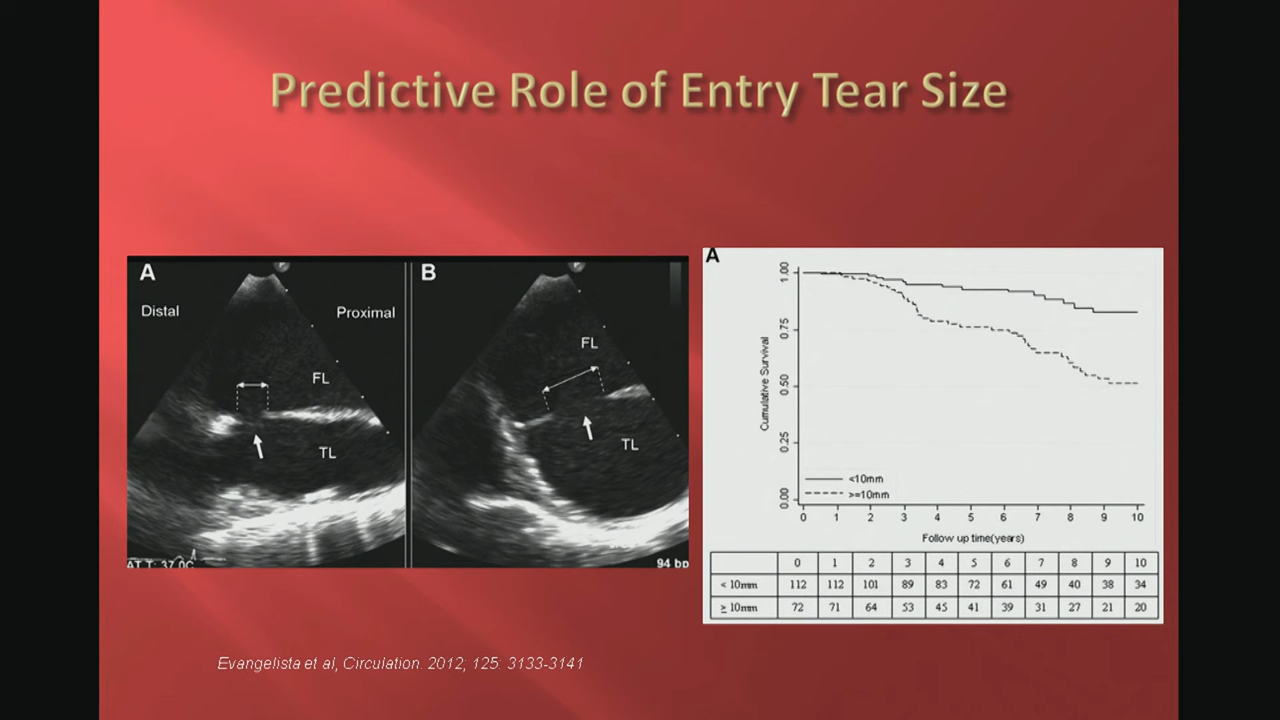 Predictive Role of Entry Tear Size
A
B
Distal
Proximal
FL
TL
FL
TL
ATT: 37.0C
94 bp
A
Cumulative Survival
1.00
0.75
0.50
0.25
0.00
<10mm
>=10mm
0 1 2 3 4 5 6 7 8 9 10
Follow up time(years)
0 1 2 3 4 5 6 7 8 9 10
< 10mm 112 112 101 89 83 72 61 49 40 38 34
≥ 10mm 72 71 64 53 45 41 39 31 27 21 20
Evangelista et al, Circulation. 2012; 125: 3133-3141